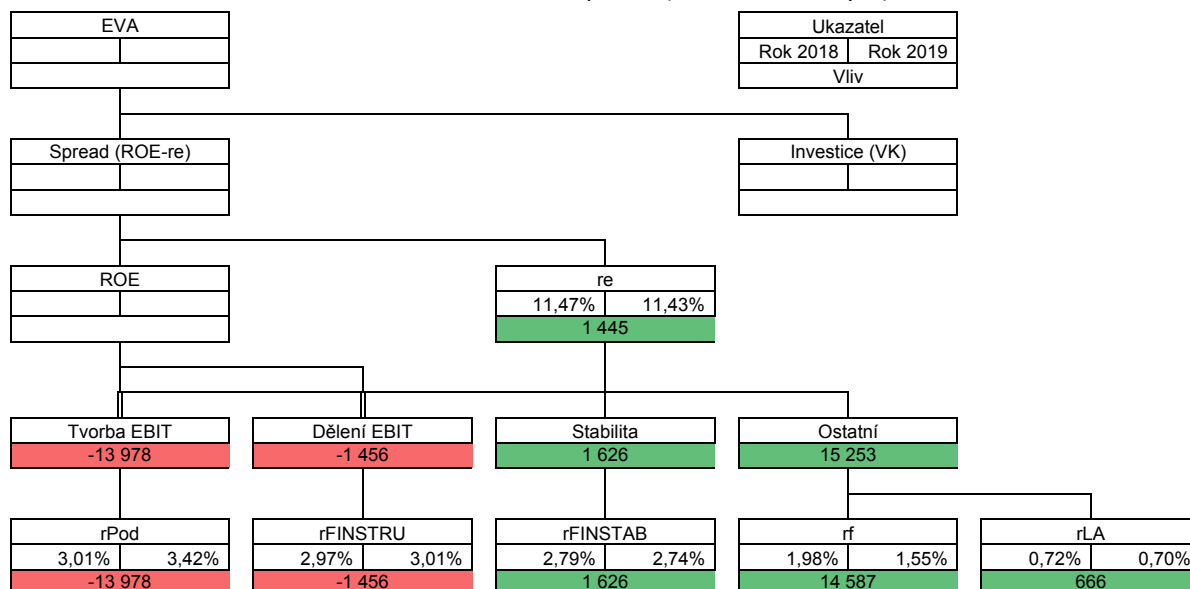 EVA
Ukazatel
Rok 2018 Rok 2019
Vliv
Spread (ROE-re)
Investice (VK)
ROE
re
11,47% 11,43%
1 445
Tvorba EBIT
-13 978
Dělení EBIT
-1 456
Stabilita
1 626
Ostatní
15 253
rPod
3,01% 3,42%
-13 978
rFINSTRU
2,97% 3,01%
-1 456
rFINSTAB
2,79% 2,74%
1 626
rf
1,98% 1,55%
14 587
rLA
0,72% 0,70%
666